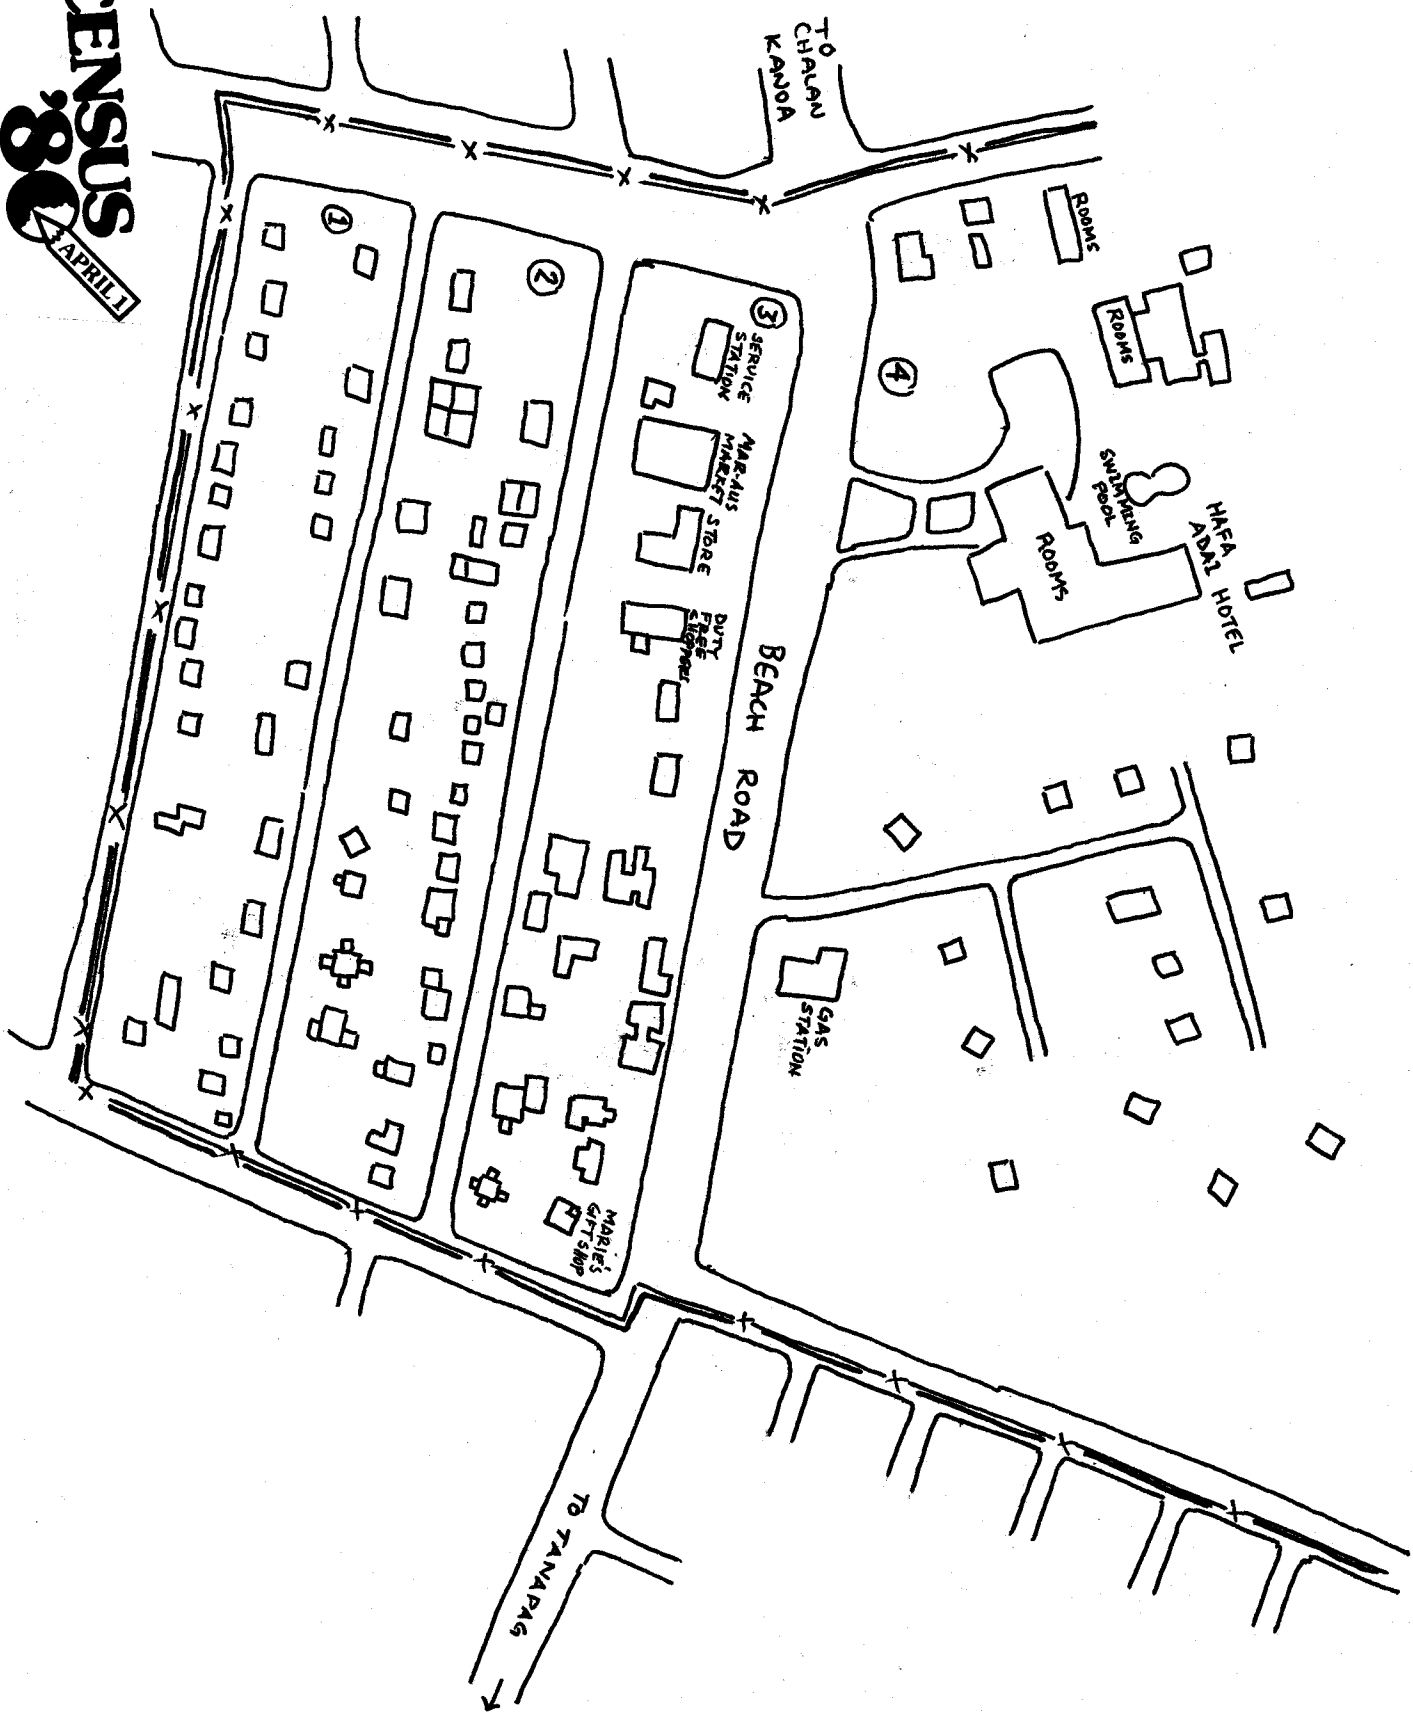 CENSUS
'80
APRIL 1
TO
CHALAN
KANOA
ROOMS
ROOMS
SWIMMING
POOL
HAFA
ADAI HOTEL
ROOMS
1
2
3
4
SERVICE
STATION
MAR-AUS
MARKET
STORE
DUTY
FREE
SHOPPERS
BEACH ROAD
GAS
STATION
MARIE'S
GIFT SHOP
TO TANAPAG